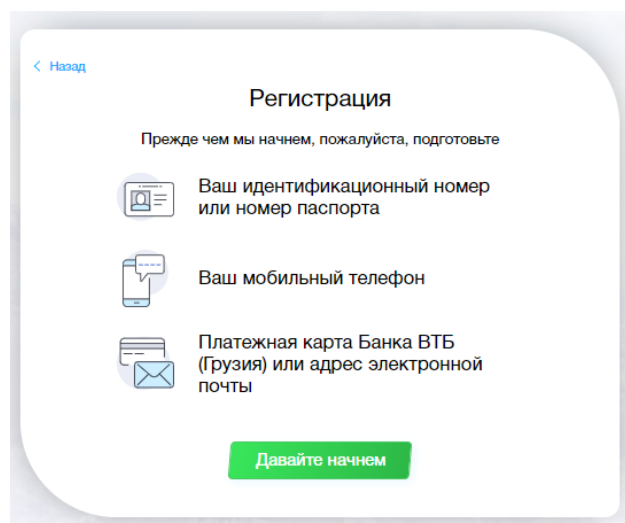 Назад
Регистрация
Прежде чем мы начнем, пожалуйста, подготовьте
Ваш идентификационный номер
или номер паспорта
Ваш мобильный телефон
Платежная карта Банка ВТБ
(Грузия) или адрес электронной
почты
Давайте начнем